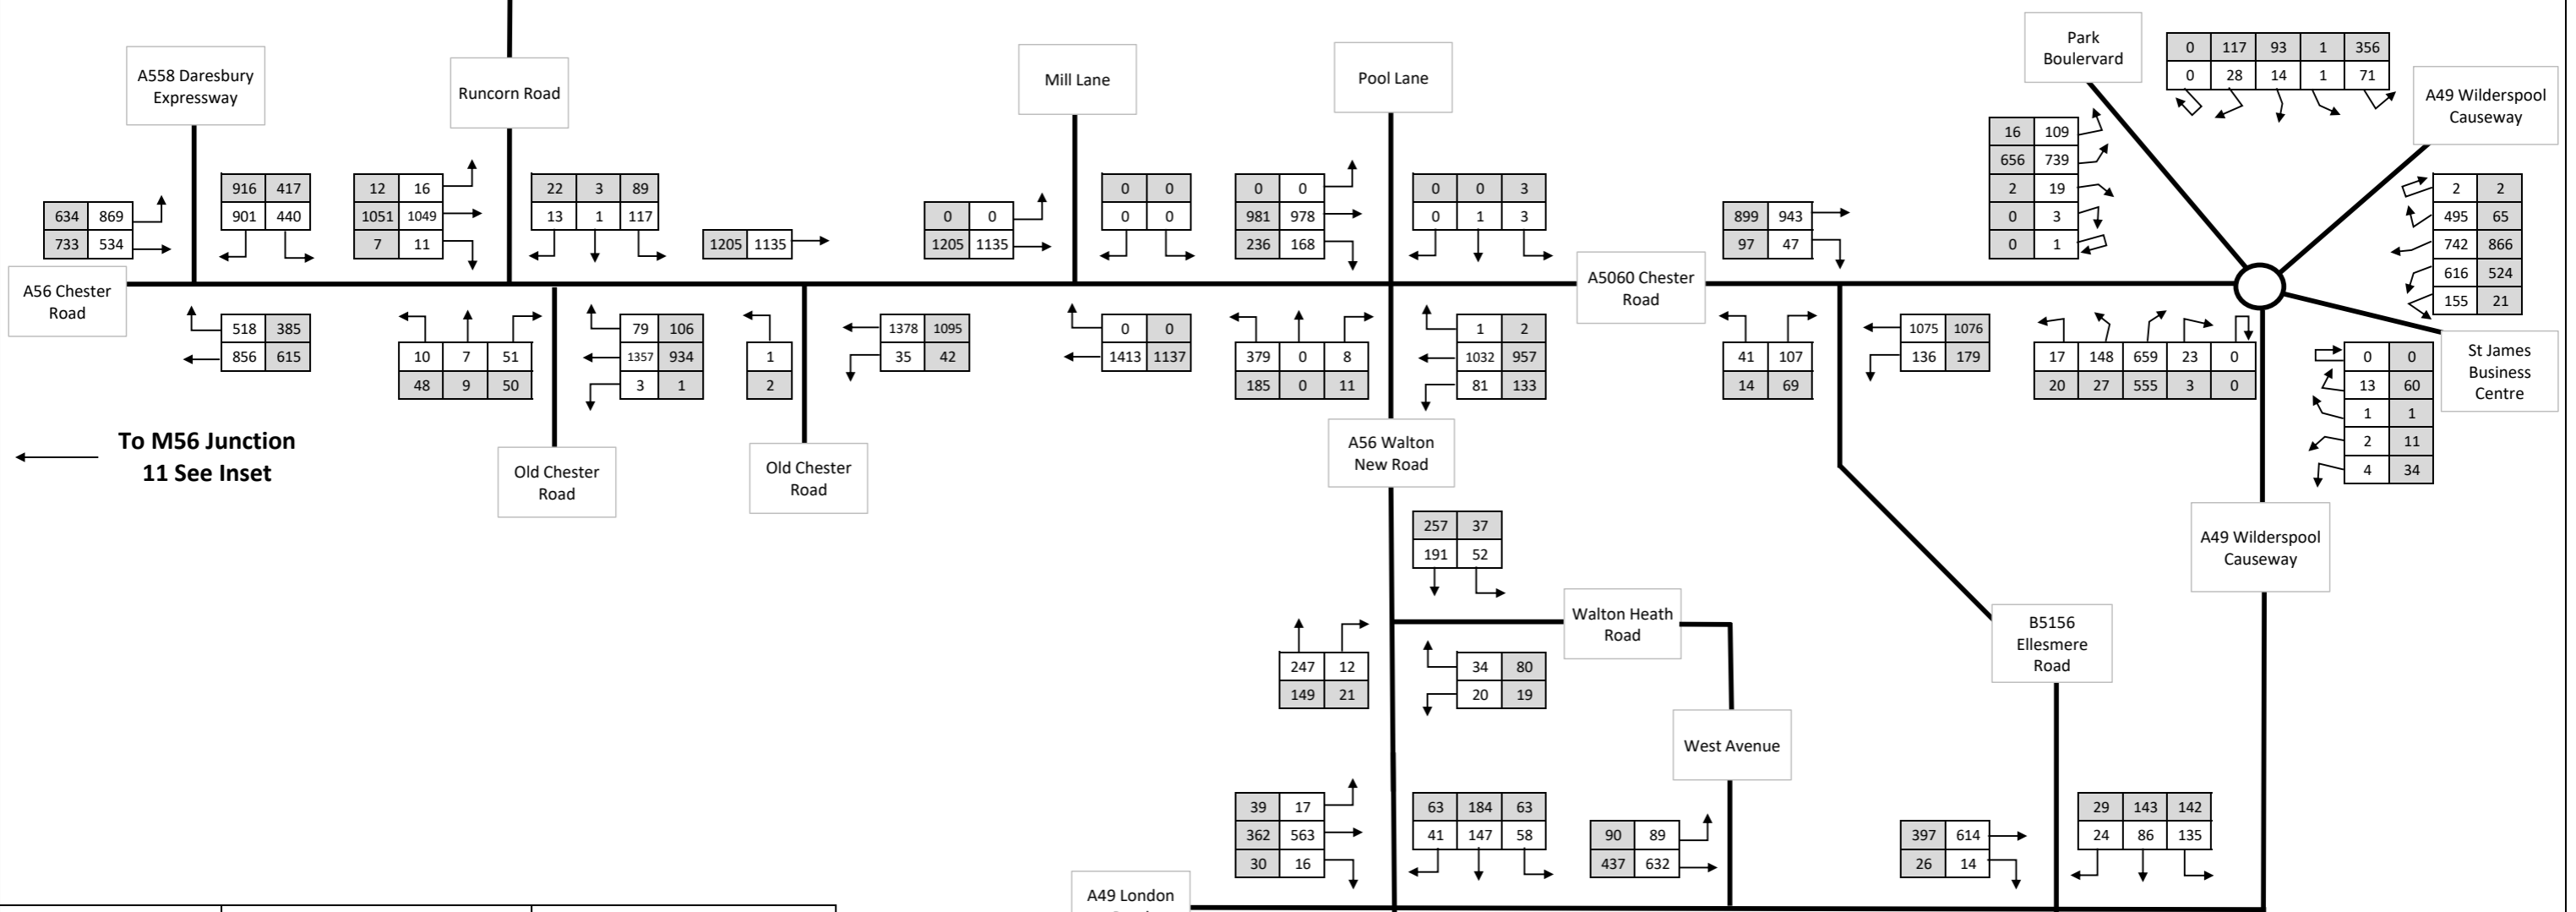 Park
Boulevard
0 117 93 1 356
0 28 14 1 71
A49 Wilderspool
Causeway
A558 Daresbury
Expressway
Runcorn Road
Mill Lane
Pool Lane
16 109
656 739
2 19
0 3
0 1
634 869
733 534
916 417
901 440
12 16
1051 1049
7 11
22 3 89
13 1 117
1205 1135
0 0
1205 1135
0 0
0 0
0 0
981 978
236 168
0 0 3
0 1 3
899 943
97 47
2 2
495 65
742 866
616 524
155 21
A56 Chester
Road
A5060 Chester
Road
518 385
856 615
10 7 51
48 9 50
79 106
1357 934
3 1
1
2
1378 1095
35 42
0 0
1413 1137
379 0 8
185 0 11
1 2
1032 957
81 133
41 107
14 69
1075 1076
136 179
17 148 659 23 0
20 27 555 3 0
0 0
13 60
1 1
2 11
4 34
St James
Business
Centre
To M56 Junction
11 See Inset
Old Chester
Road
Old Chester
Road
A56 Walton
New Road
A49 Wilderspool
Causeway
257 37
191 52
Walton Heath
Road
B5156
Ellesmere
Road
247 12
149 21
34 80
20 19
West Avenue
39 17
362 563
30 16
63 184 63
41 147 58
90 89
437 632
397 614
26 14
29 143 142
24 86 135
A49 London